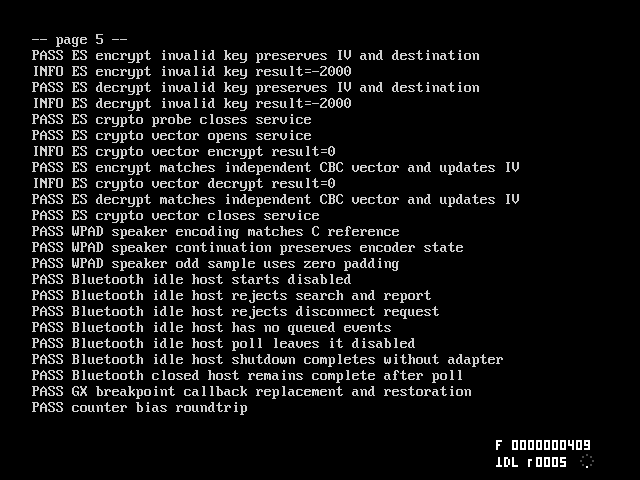 -- page 5 --
PASS ES encrypt invalid key preserves IV and destination
INFO ES encrypt invalid key result=-2000
PASS ES decrypt invalid key preserves IV and destination
INFO ES decrypt invalid key result=-2000
PASS ES crypto probe closes service
PASS ES crypto vector opens service
INFO ES crypto vector encrypt result=0
PASS ES encrypt matches independent CBC vector and updates IV
INFO ES crypto vector decrypt result=0
PASS ES decrypt matches independent CBC vector and updates IV
PASS ES crypto vector closes service
PASS WPAD speaker encoding matches C reference
PASS WPAD speaker continuation preserves encoder state
PASS WPAD speaker odd sample uses zero padding
PASS Bluetooth idle host starts disabled
PASS Bluetooth idle host rejects search and report
PASS Bluetooth idle host rejects disconnect request
PASS Bluetooth idle host has no queued events
PASS Bluetooth idle host poll leaves it disabled
PASS Bluetooth idle host shutdown completes without adapter
PASS Bluetooth closed host remains complete after poll
PASS GX breakpoint callback replacement and restoration
PASS counter bias roundtrip
F 0000000409
IDL r0005